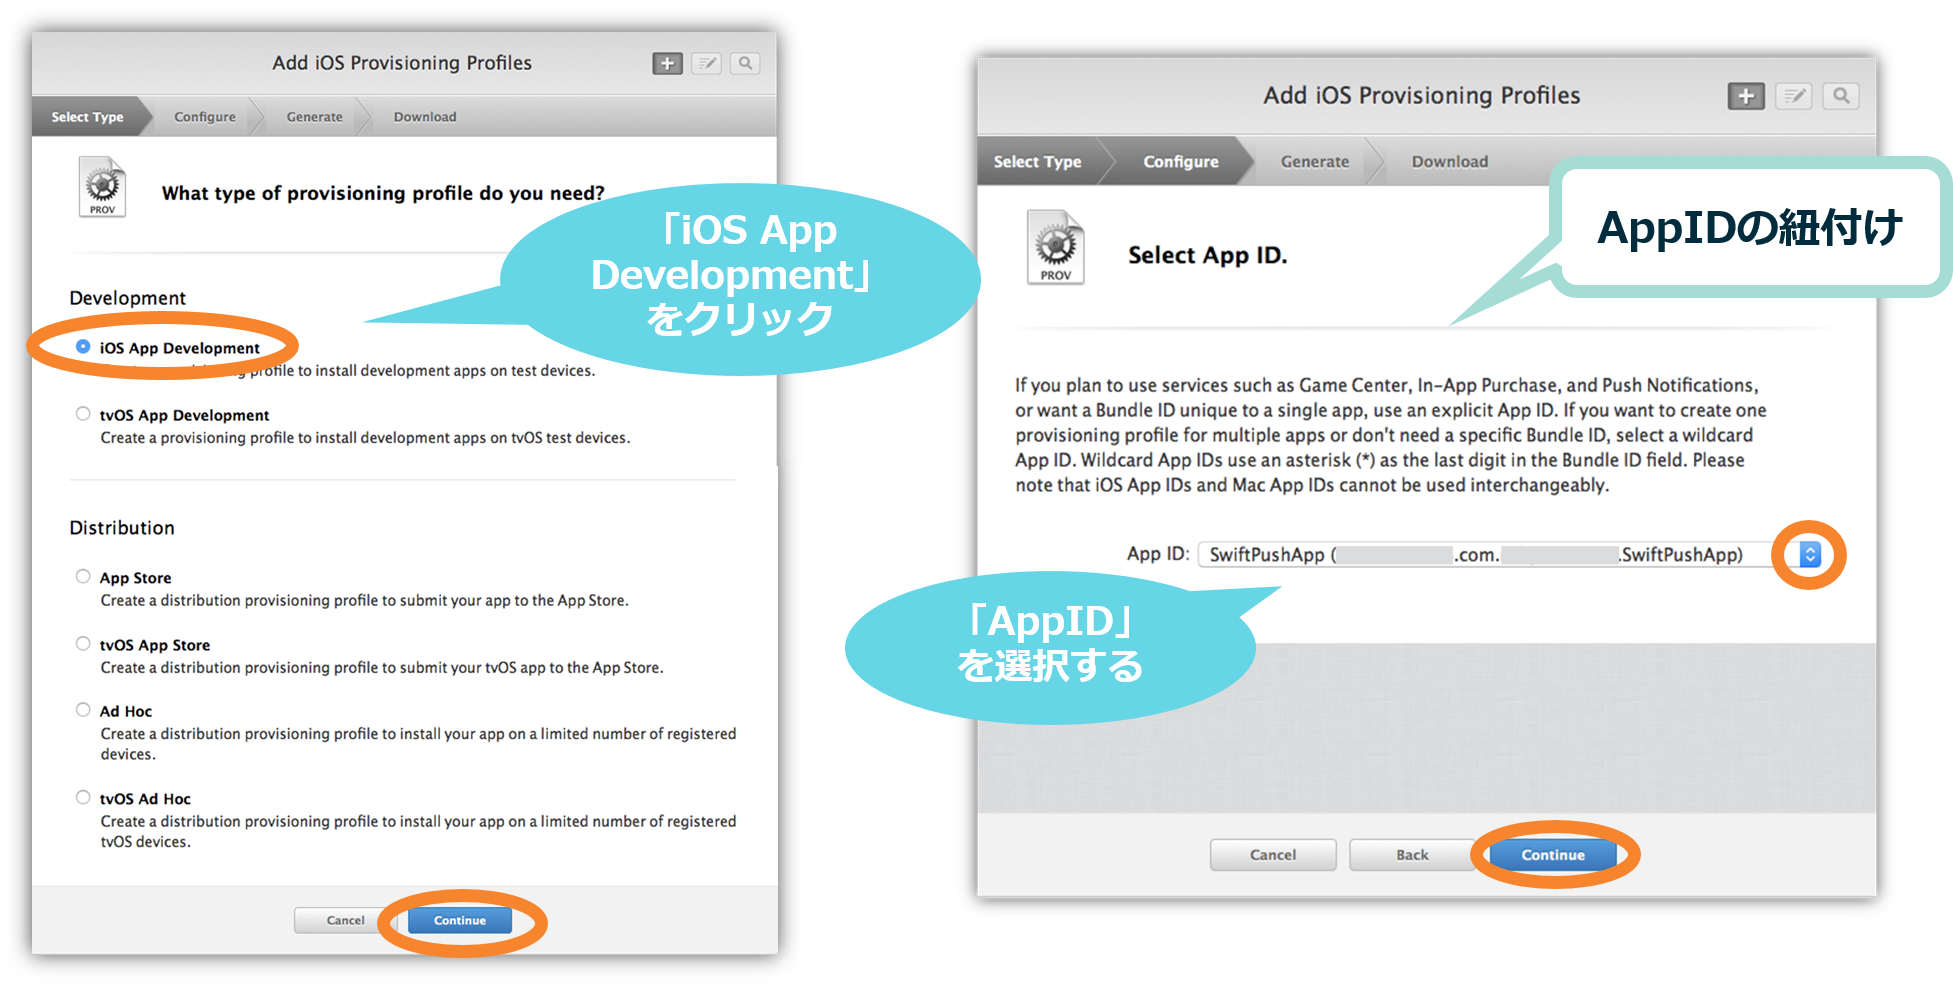 Add iOS Provisioning Profiles
Select Type
Configure
Generate
Download
PROV
What type of provisioning profile do you need?
「iOS App
Development」
をクリック
Development
iOS App Development
profile to install development apps on test devices.
tvOS App Development
Create a provisioning profile to install development apps on tvOS test devices.
Distribution
App Store
Create a distribution provisioning profile to submit your app to the App Store.
tvOS App Store
Create a distribution provisioning profile to submit your tvOS app to the App Store.
Ad Hoc
Create a distribution provisioning profile to install your app on a limited number of registered
devices.
tvOS Ad Hoc
Create a distribution provisioning profile to install your app on a limited number of registered
tvOS devices.
Cancel
Continue
Add iOS Provisioning Profiles
Select Type
Configure
Generate
Download
AppIDの紐付け
PROV
Select App ID.
If you plan to use services such as Game Center, In-App Purchase, and Push Notifications,
or want a Bundle ID unique to a single app, use an explicit App ID. If you want to create one
provisioning profile for multiple apps or don't need a specific Bundle ID, select a wildcard
App ID. Wildcard App IDs use an asterisk (*) as the last digit in the Bundle ID field. Please
note that iOS App IDs and Mac App IDs cannot be used interchangeably.
App ID: SwiftPushApp ( .com. .SwiftPushApp)
「AppID」
を選択する
Cancel
Back
Continue